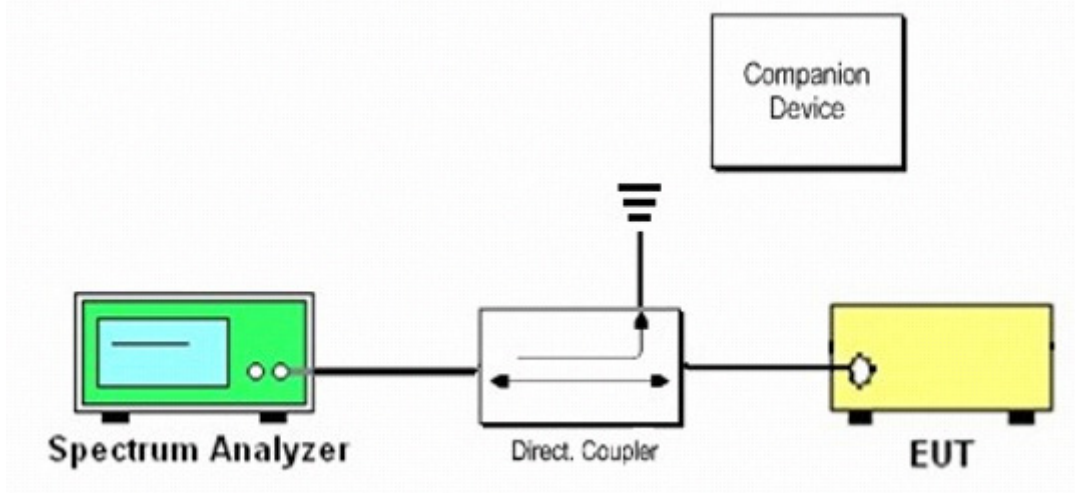 Companion
Device
Spectrum Analyzer
Direct. Coupler
EUT